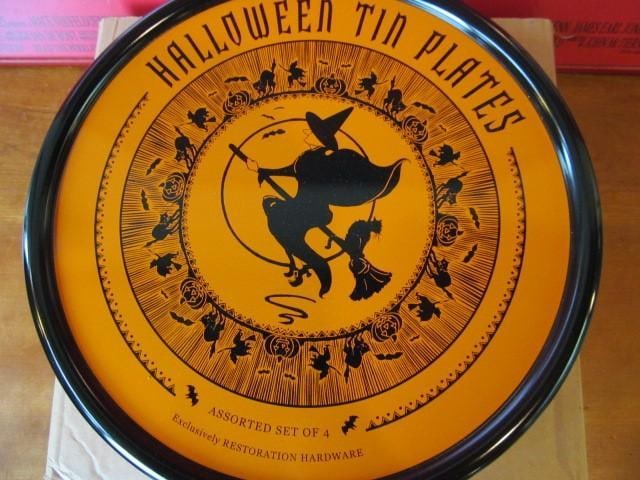 HALLOWEEN TIN PLATES
ASSORTED SET OF 4
Exclusively RESTORATION HARDWARE